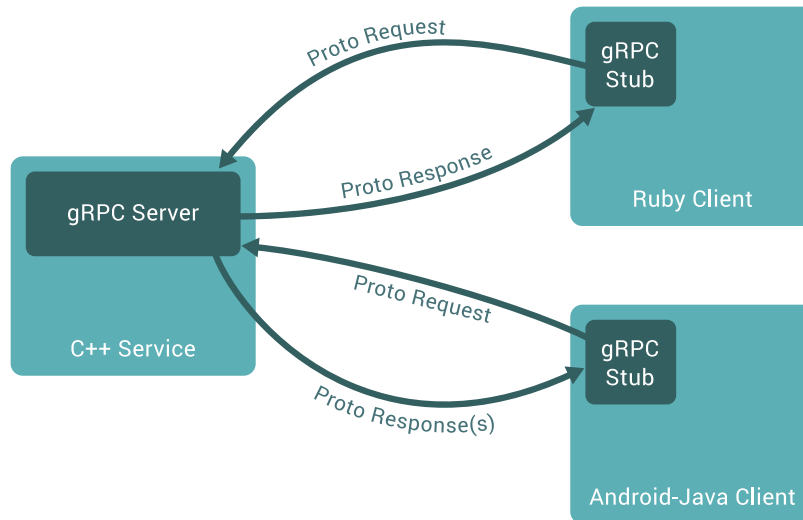 Proto Request
gRPC
Stub
Proto Response
Ruby Client
gRPC Server
C++ Service
Proto Request
gRPC
Stub
Proto Response(s)
Android-Java Client